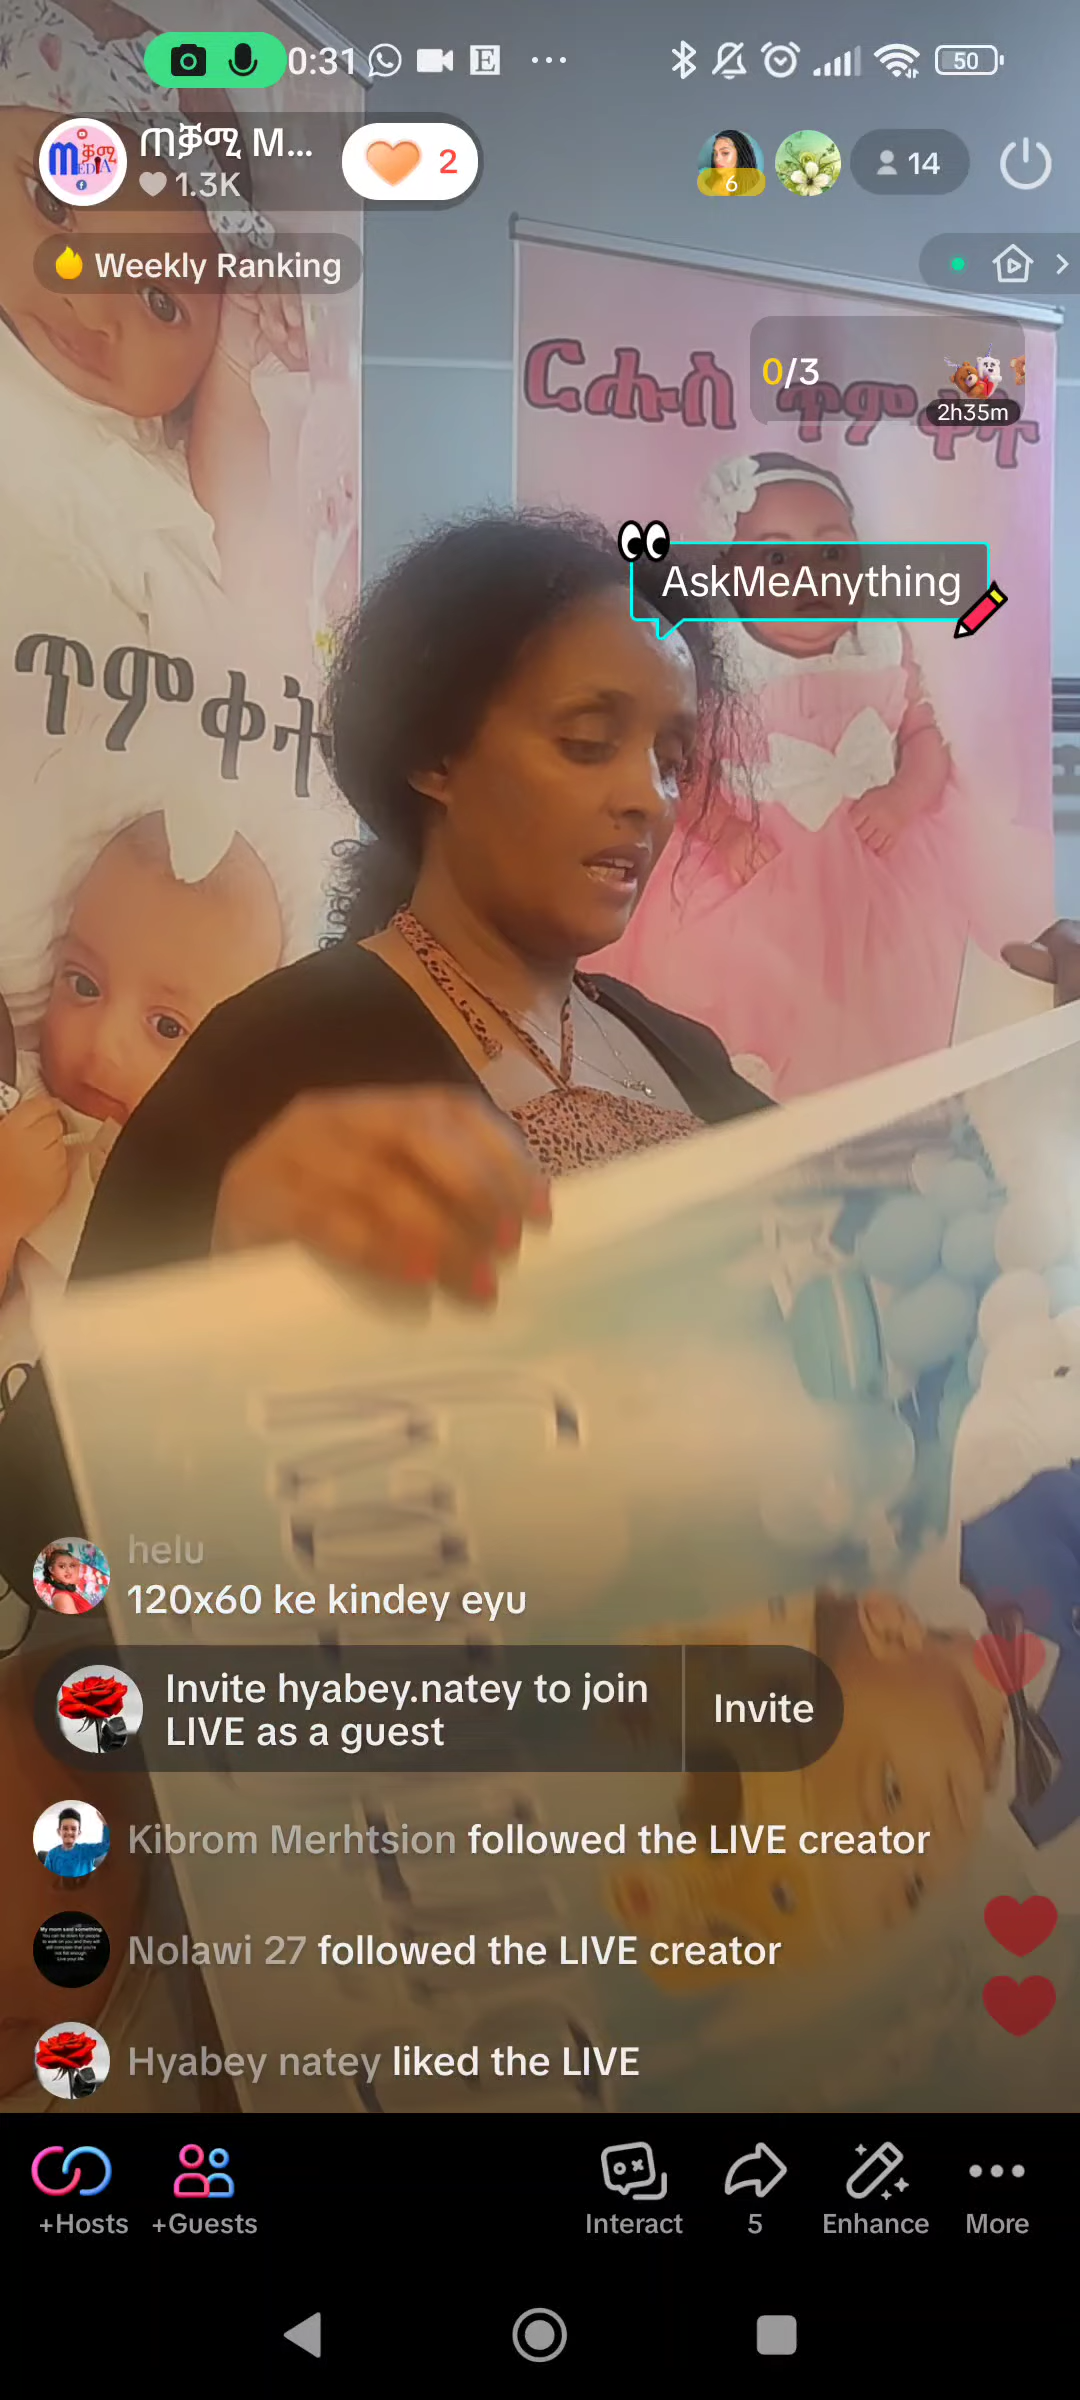 0:31
50
ጠቓሚ M...
1.3K
2
6
14
Weekly Ranking
0/3
2h35m
ርሑስ ጥምቀት
AskMeAnything
ጥምቀት
helu
120x60 ke kindey eyu
Invite hyabey.natey to join
LIVE as a guest
Invite
Kibrom Merhtsion followed the LIVE creator
Nolawi 27 followed the LIVE creator
Hyabey natey liked the LIVE
+Hosts
+Guests
Interact
5
Enhance
More